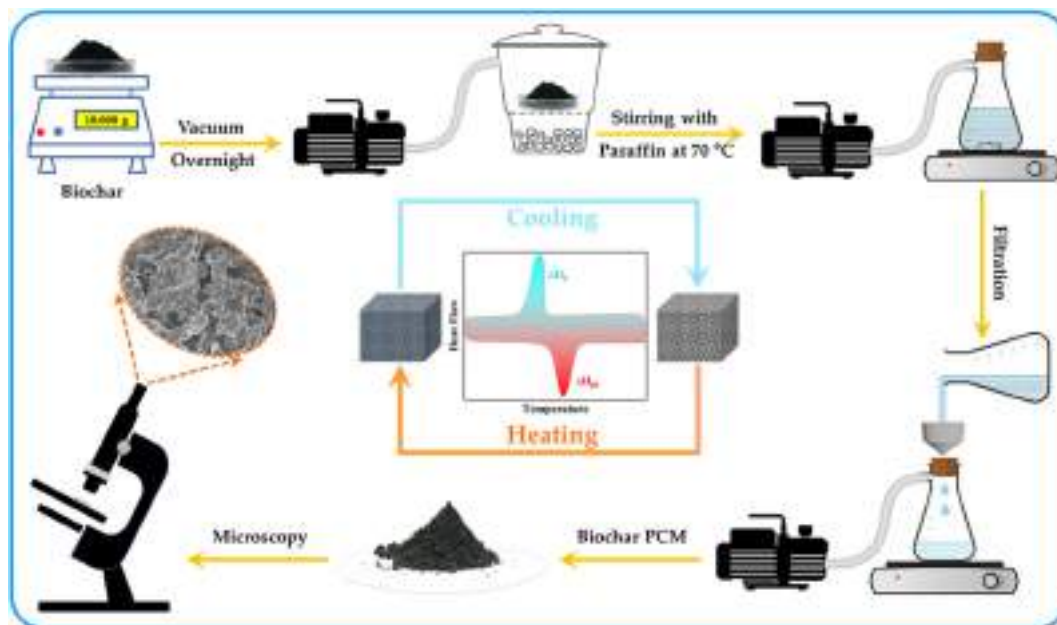 10.000 g
Biochar
Vacuum
Overnight
Stirring with
Paraffin at 70 °C
Filtration
Cooling
Heat Flow
Temperature
Heating
Biochar PCM
Microscopy